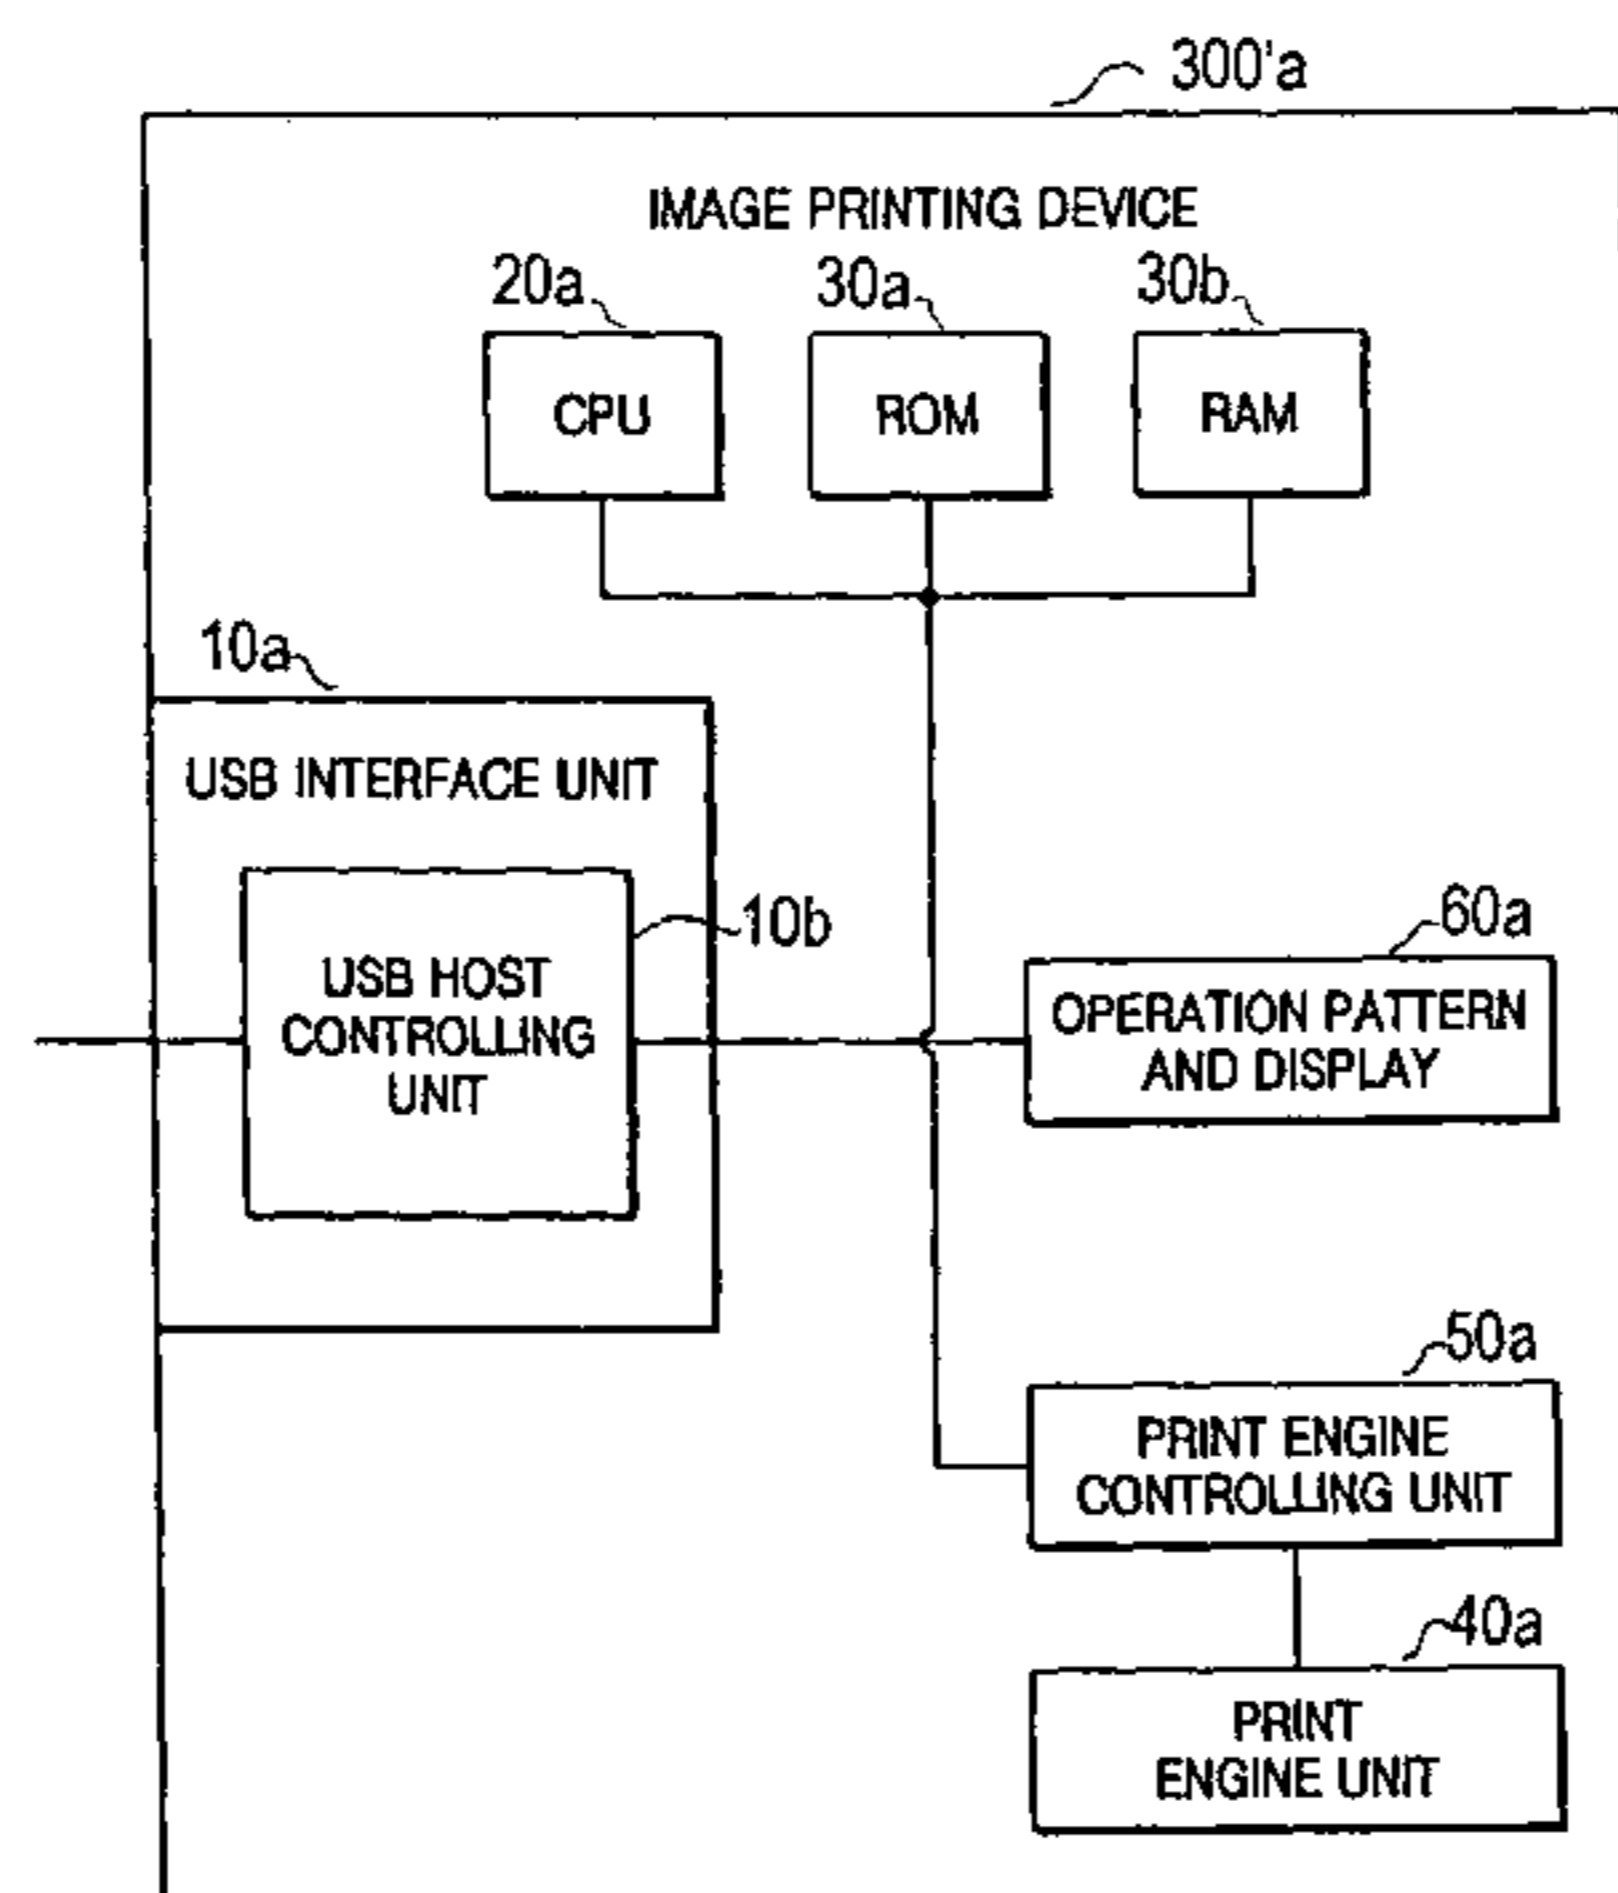 300'a
IMAGE PRINTING DEVICE
20a
30a
30b
CPU
ROM
RAM
10a
USB INTERFACE UNIT
10b
USB HOST
CONTROLLING
UNIT
60a
OPERATION PATTERN
AND DISPLAY
50a
PRINT ENGINE
CONTROLLING UNIT
40a
PRINT
ENGINE UNIT